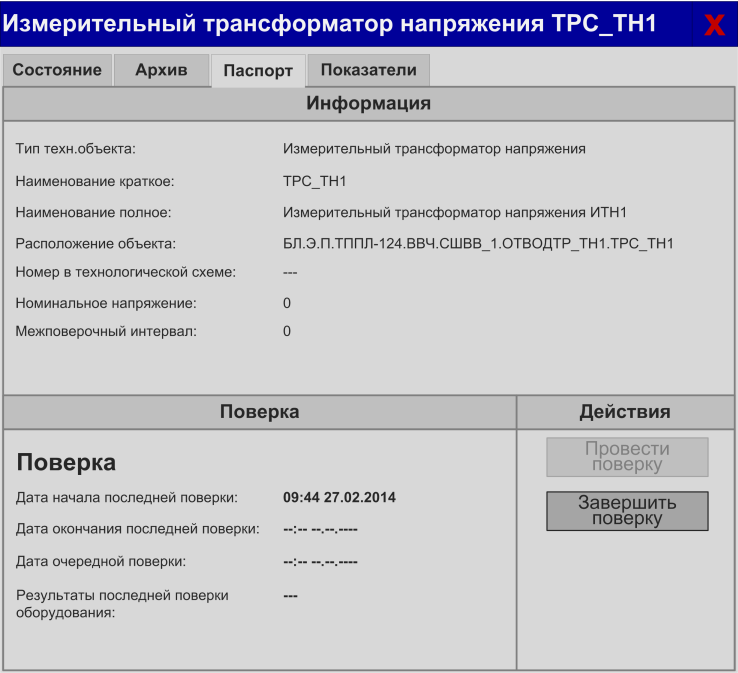 Измерительный трансформатор напряжения ТРС_ТН1 X
Состояние Архив Паспорт Показатели
Информация
Тип техн.объекта: Измерительный трансформатор напряжения
Наименование краткое: ТРС_ТН1
Наименование полное: Измерительный трансформатор напряжения ИТН1
Расположение объекта: БЛ.Э.П.ТППЛ-124.ВВЧ.СШВВ_1.ОТВОДТР_ТН1.ТРС_ТН1
Номер в технологической схеме: ---
Номинальное напряжение: 0
Межповерочный интервал: 0
Поверка Действия
Поверка
Дата начала последней поверки: 09:44 27.02.2014
Дата окончания последней поверки: --:-- --.--.----
Дата очередной поверки: --:-- --.--.----
Результаты последней поверки ---
оборудования:
Провести
поверку
Завершить
поверку